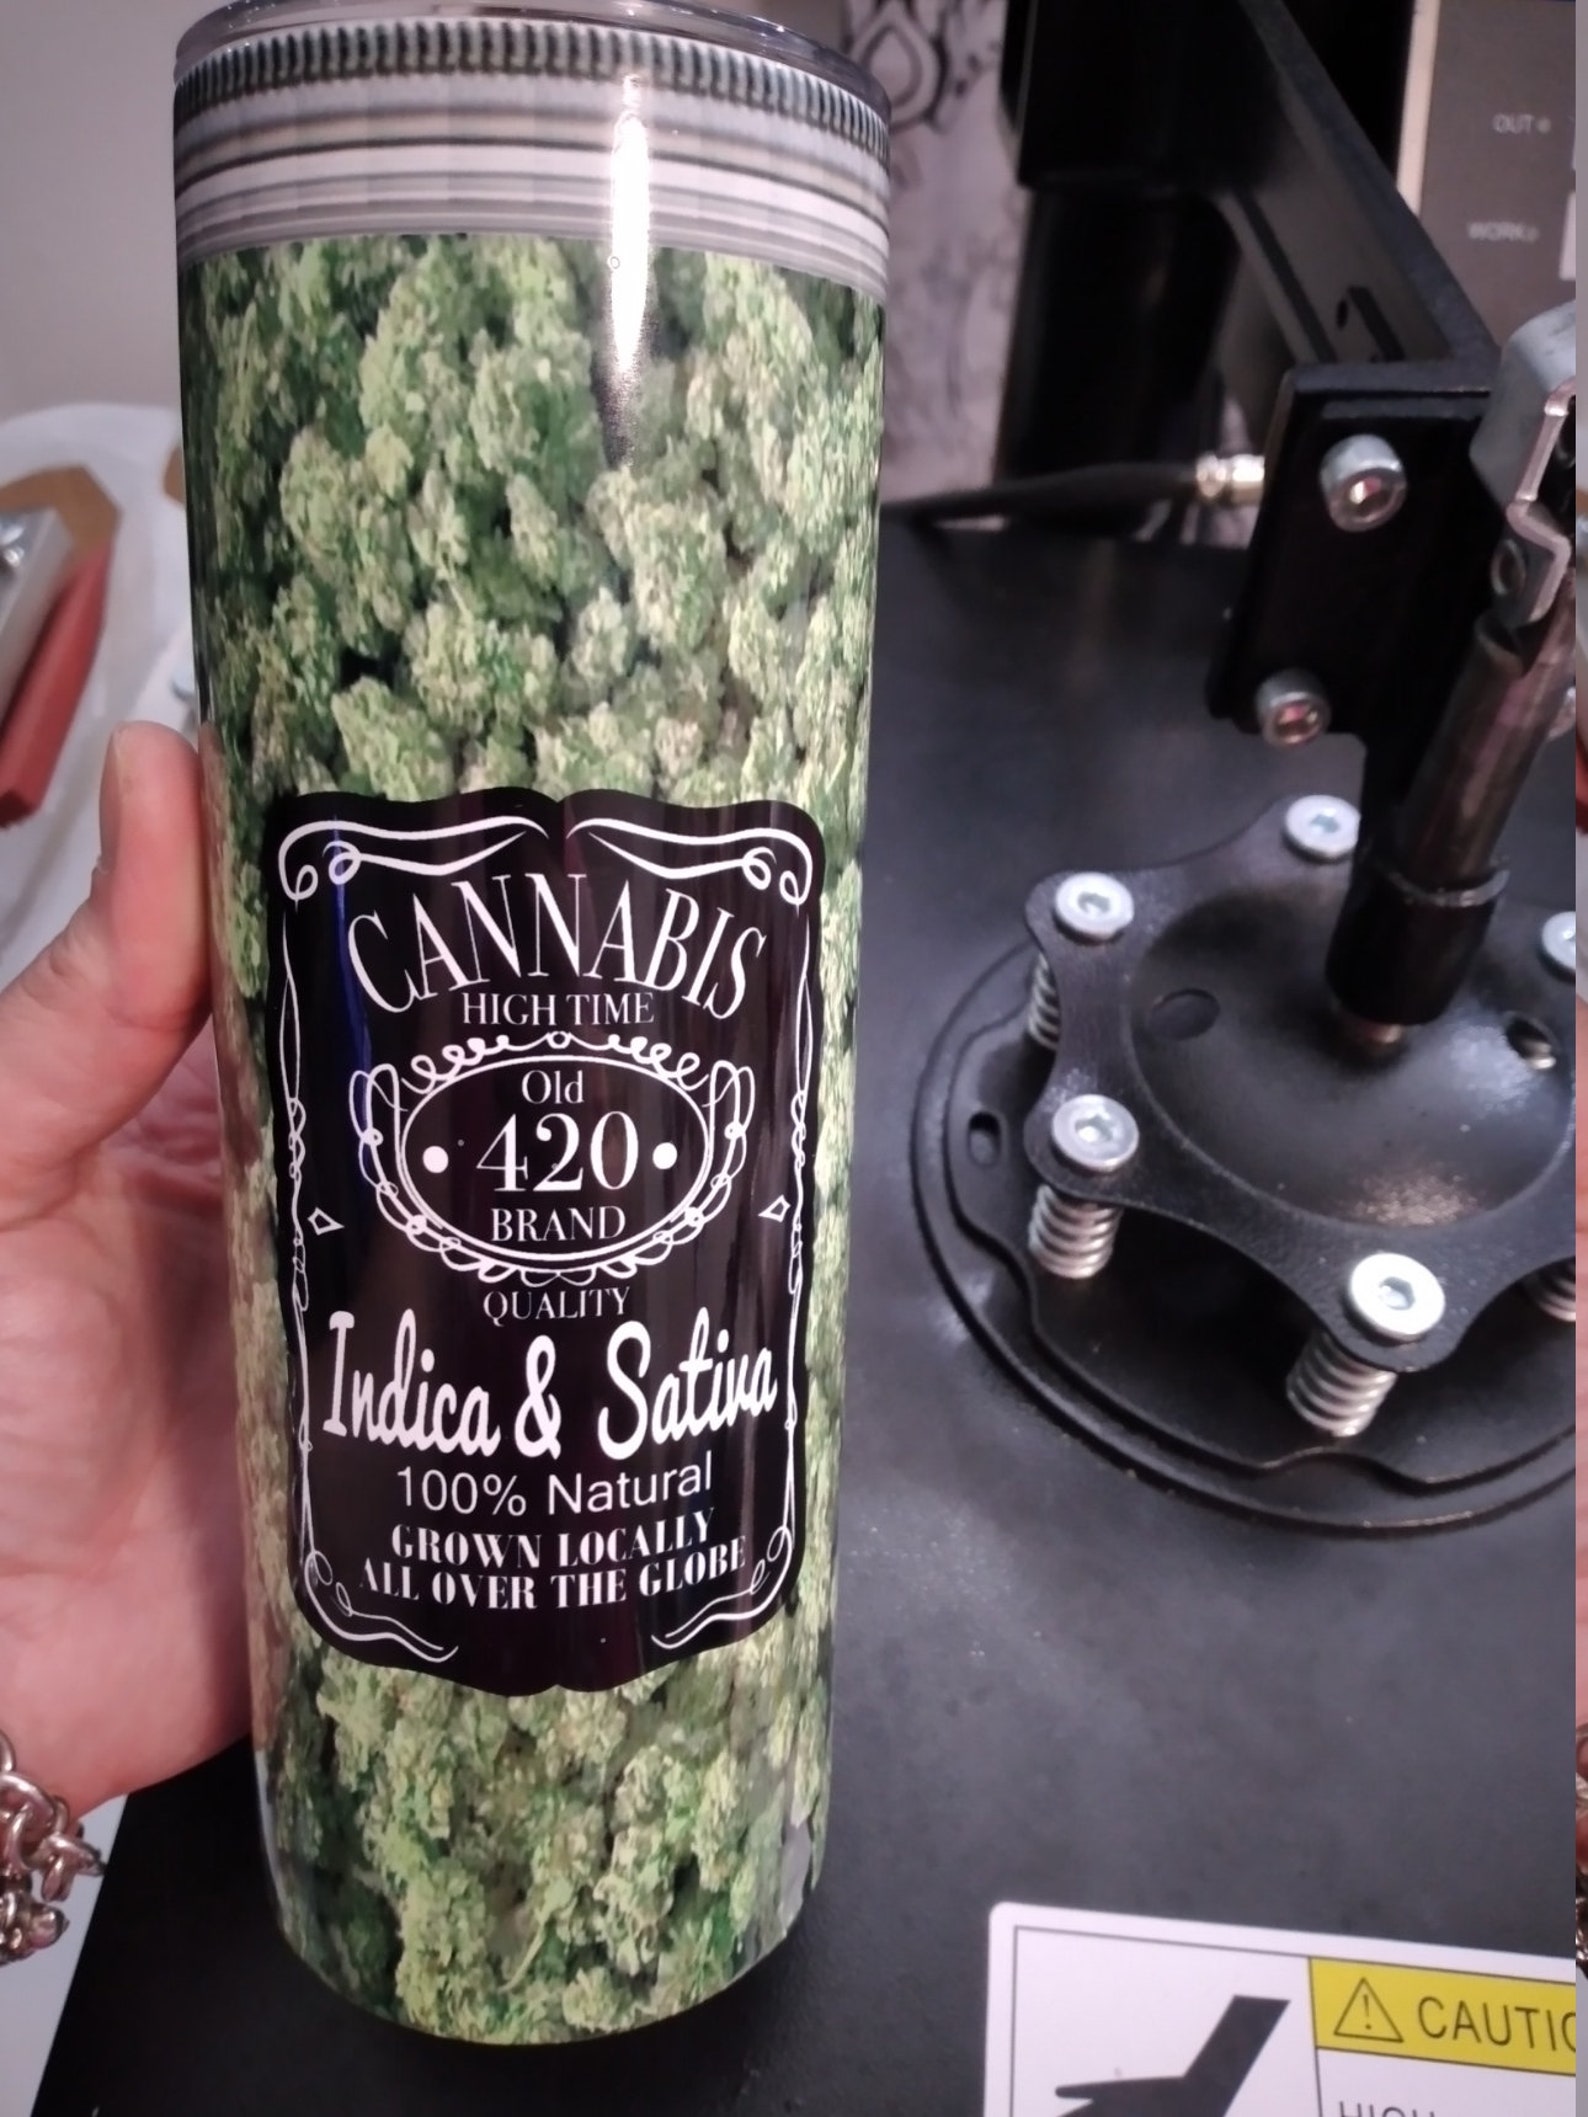 OUT
WORK
CANNABIS
HIGH TIME
Old
420
BRAND
QUALITY
Indica & Sativa
100% Natural
GROWN LOCALLY
ALL OVER THE GLOBE
CAUTIO
HIGH